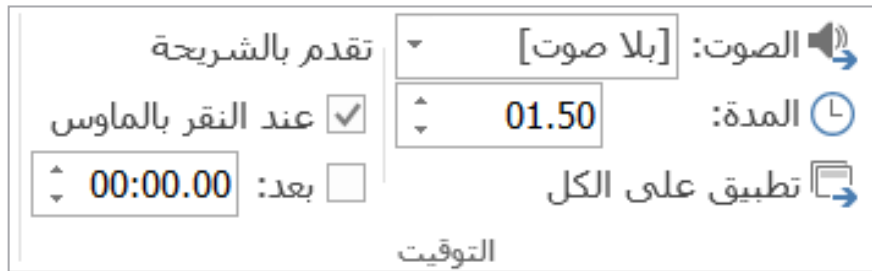 الصوت: [بلا صوت]
المدة: 01.50
تطبيق على الكل
تقدم بالشريحة
عند النقر بالماوس
بعد: 00:00.00
التوقيت